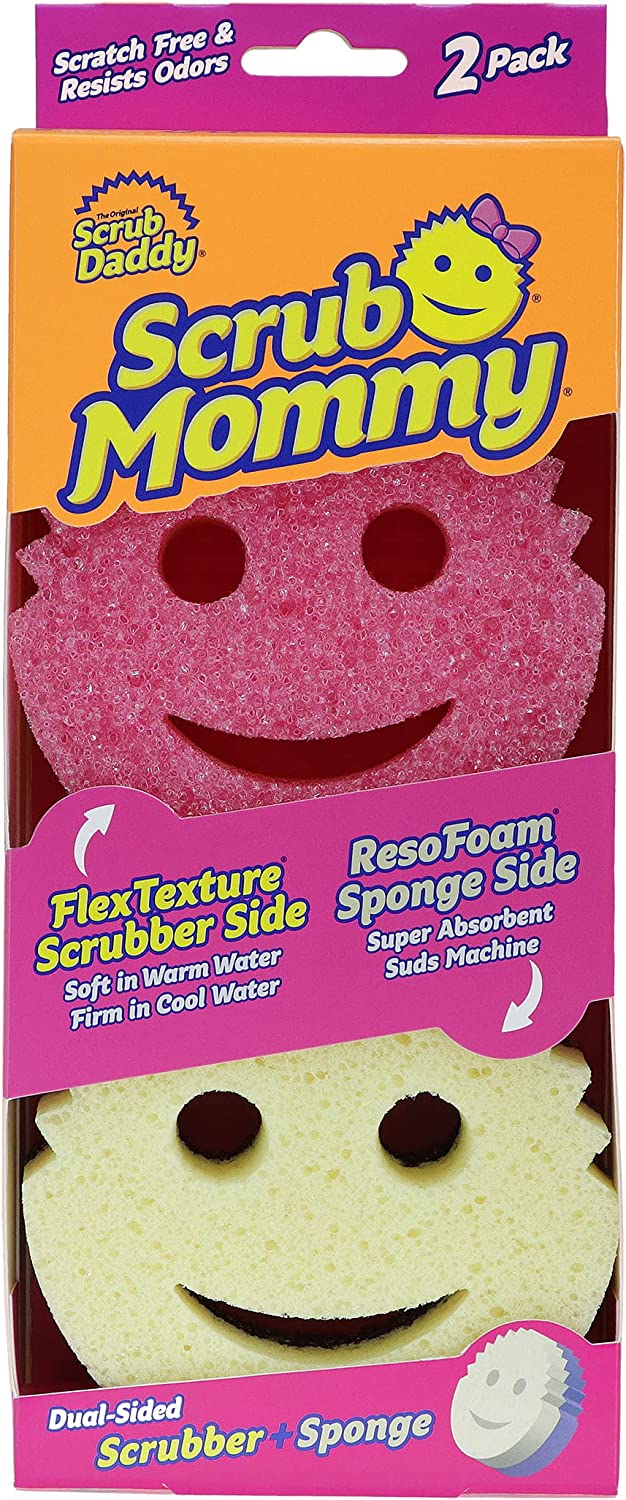 Scratch Free &
Resists Odors
2 Pack
The Original
Scrub
Daddy®
Scrub ®
Mommy®
FlexTexture®
Scrubber Side
Soft in Warm Water
Firm in Cool Water
ResoFoam®
Sponge Side
Super Absorbent
Suds Machine
Dual-Sided
Scrubber + Sponge